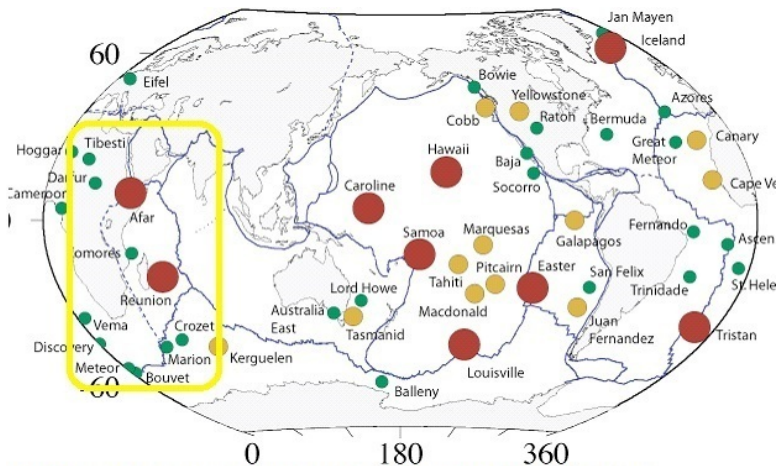 Jan Mayen
60
Iceland
Eifel
Bowie
Yellowstone
Azores
Cobb
Ratoh
Bermuda
Tibesti
Hoggar
Great
Meteor
Canary
Baja
Hawaii
Darfur
Socorro
Cape Ve
Cameroon
Caroline
Afar
Samoa
Marquesas
Galapagos
Fernando
Ascen
Comores
Tahiti
Pitcairn
Easter
San Felix
St. Hele
Reunion
Lord Howe
Trinidade
Macdonald
Australia
East
Tasmanid
Juan
Fernandez
Vema
Crozet
Tristan
Discovery
Marion
Kerguelen
Meteor
Bouvet
Louisville
-60
Balleny
0
180
360